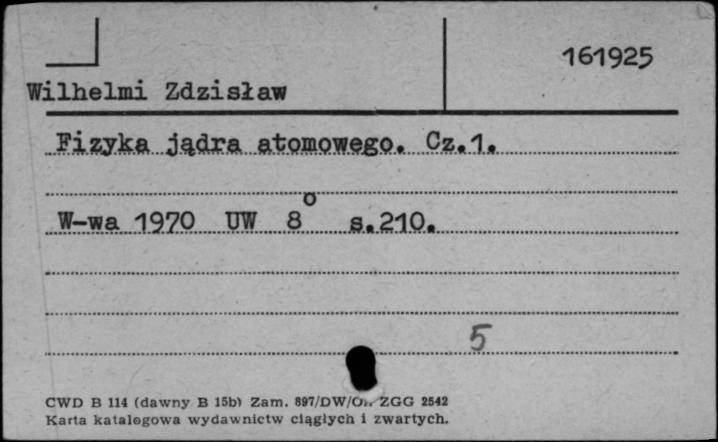 161925
Wilhelmi Zdzisław
Fizyka jądra atomowego. Cz.1.
W-wa 1970 UW 8° s.210.
5
CWD B 114 (dawny B 15b) Zam. 897/DW/ ZGG 2542
Karta katalogowa wydawnictw ciągłych i zwartych.